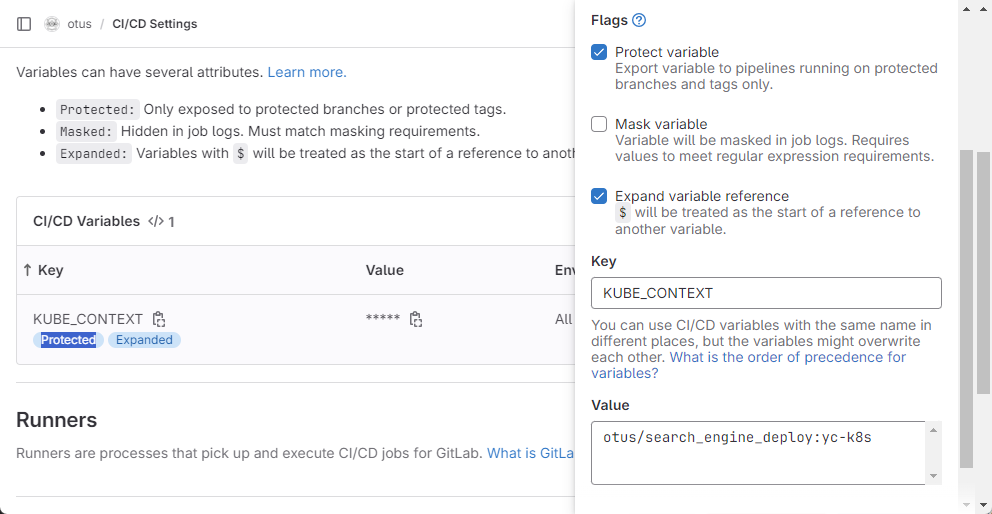 otus / CI/CD Settings
Variables can have several attributes. Learn more.
Protected: Only exposed to protected branches or protected tags.
Masked: Hidden in job logs. Must match masking requirements.
Expanded: Variables with $ will be treated as the start of a reference to anoth
CI/CD Variables </> 1
↑ Key Value En
KUBE_CONTEXT ***** All
Protected Expanded
Runners
Runners are processes that pick up and execute CI/CD jobs for GitLab. What is GitLa
Flags
Protect variable
Export variable to pipelines running on protected
branches and tags only.
Mask variable
Variable will be masked in job logs. Requires
values to meet regular expression requirements.
Expand variable reference
$ will be treated as the start of a reference to
another variable.
Key
KUBE_CONTEXT
You can use CI/CD variables with the same name in
different places, but the variables might overwrite
each other. What is the order of precedence for
variables?
Value
otus/search_engine_deploy:yc-k8s